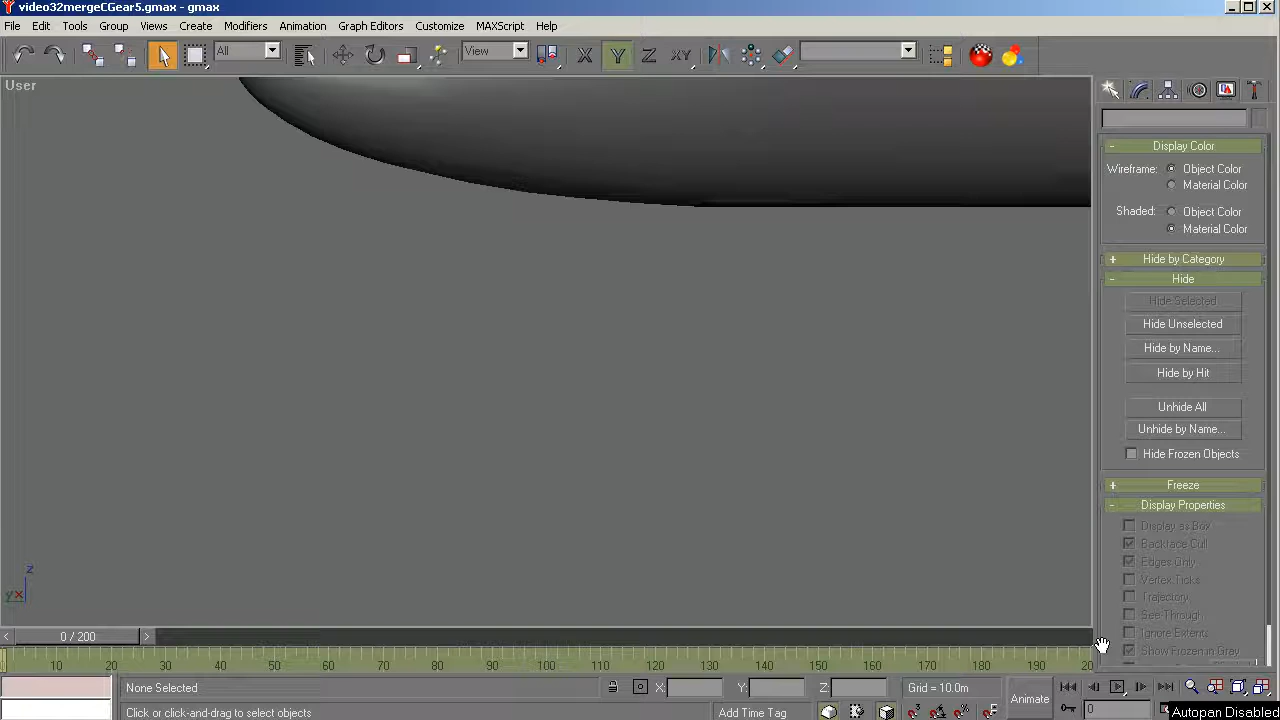 video32mergeCGear5.gmax - gmax
File Edit Tools Group Views Create Modifiers Animation Graph Editors Customize MAXScript Help
All View X Y Z XY
User
Display Color
Wireframe: Object Color
Material Color
Shaded: Object Color
Material Color
+ Hide by Category
- Hide
Hide Selected
Hide Unselected
Hide by Name...
Hide by Hit
Unhide All
Unhide by Name...
Hide Frozen Objects
+ Freeze
- Display Properties
Display as Box
Backface Cull
Edges Only
Vertex Ticks
Trajectory
See-Through
Ignore Extents
Show Frozen in Gray
z
y x
< 0 / 200 >
10 20 30 40 50 60 70 80 90 100 110 120 130 140 150 160 170 180 190 20
None Selected X: Y: Z: Grid = 10.0m Animate
Click or click-and-drag to select objects Add Time Tag 0
Autopan Disabled